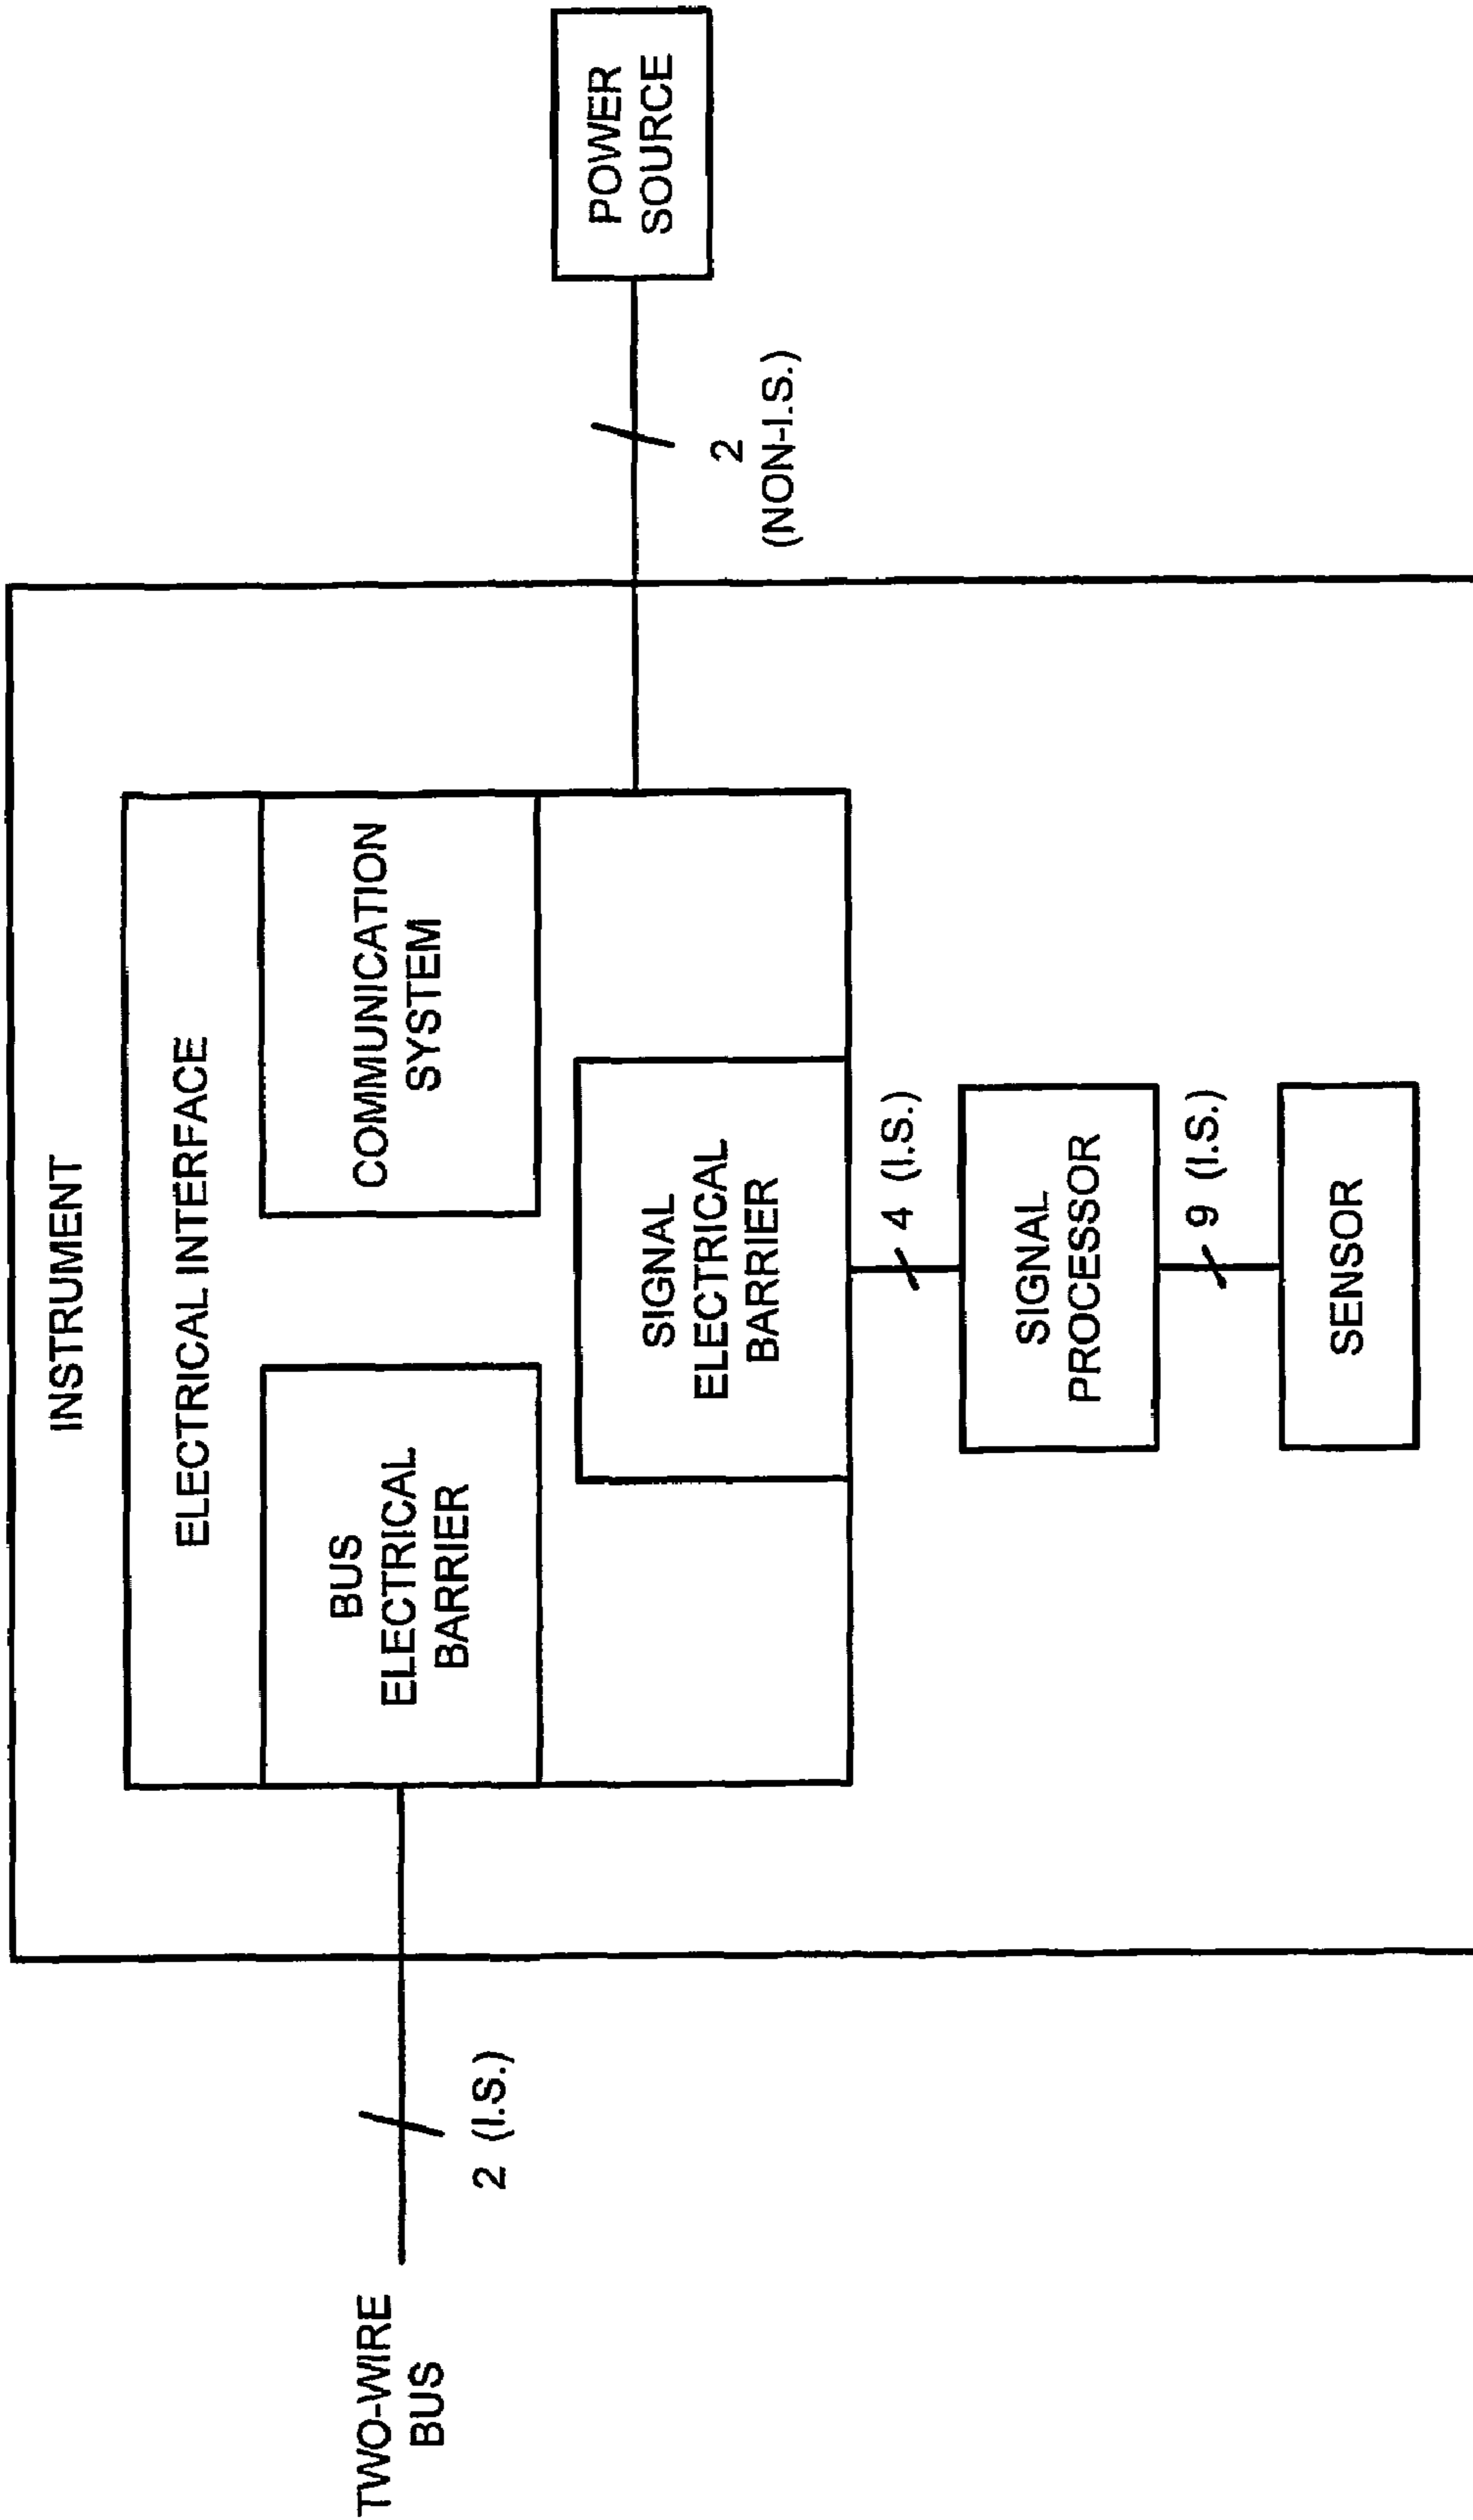 INSTRUMENT
ELECTRICAL INTERFACE
BUS
ELECTRICAL
BARRIER
COMMUNICATION
SYSTEM
TWO-WIRE
BUS
2 (I.S.)
SIGNAL
ELECTRICAL
BARRIER
POWER
SOURCE
2
(NON-I.S.)
4 (I.S.)
SIGNAL
PROCESSOR
9 (I.S.)
SENSOR